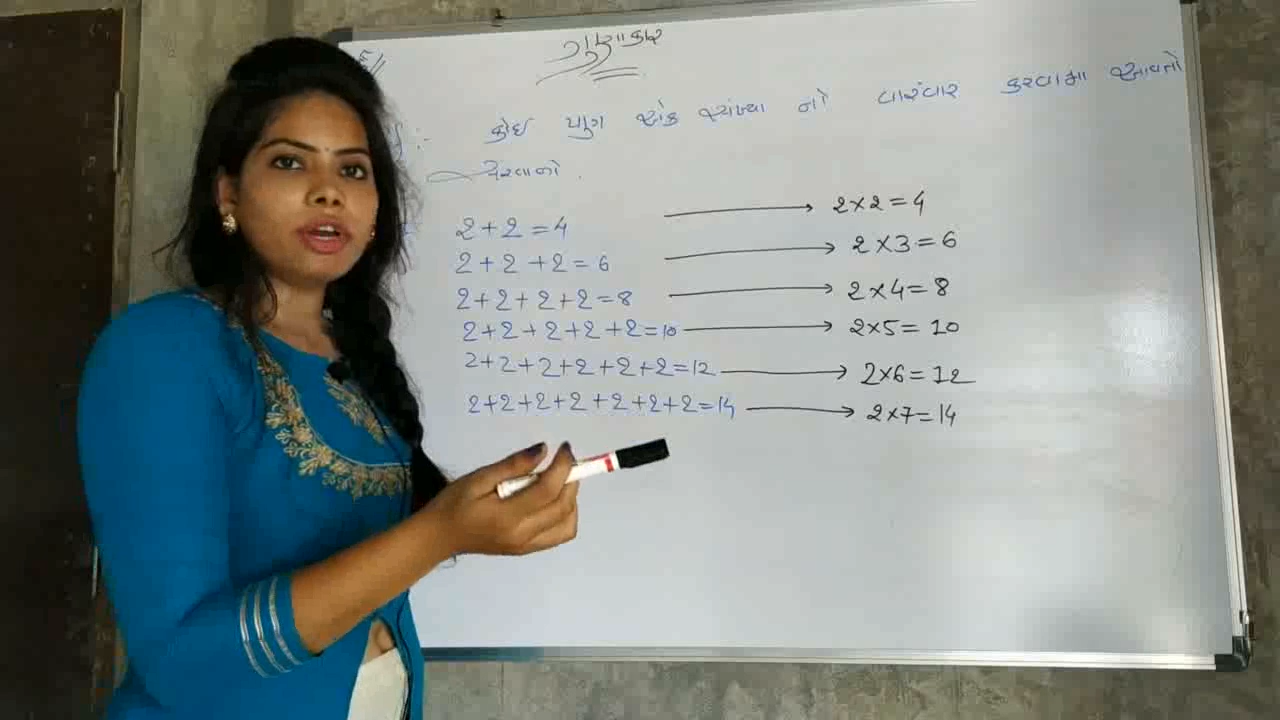 ગુણાકાર
:- કોઈ પણ એક સંખ્યા નો વારંવાર કરવામા આવતો
સરવાળો.
2+2=4 → 2×2=4
2+2+2=6 → 2×3=6
2+2+2+2=8 → 2×4=8
2+2+2+2+2=10 → 2×5=10
2+2+2+2+2+2=12 → 2×6=12
2+2+2+2+2+2+2=14 → 2×7=14